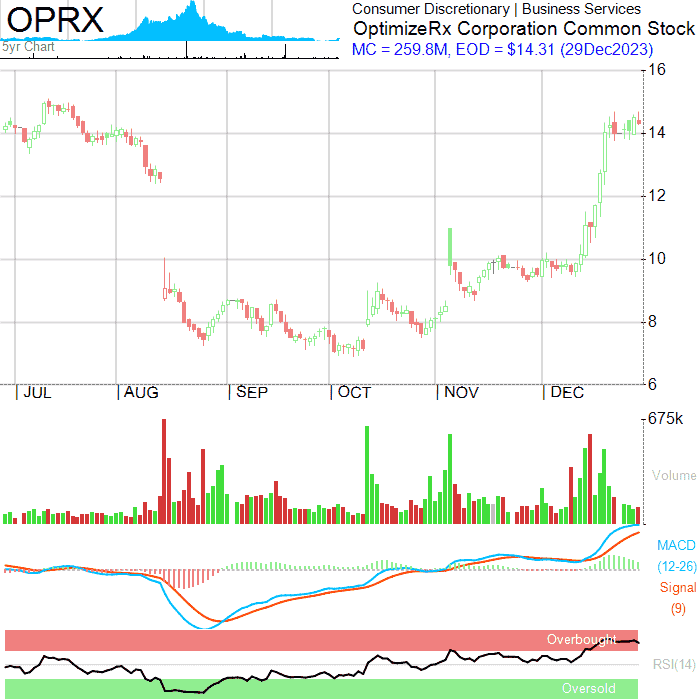 OPRX
5yr Chart
Consumer Discretionary | Business Services
OptimizeRx Corporation Common Stock
MC = 259.8M, EOD = $14.31 (29Dec2023)
16
14
12
10
8
6
|JUL |AUG |SEP |OCT |NOV |DEC
675k
Volume
MACD
(12-26)
Signal
(9)
Overbought
RSI(14)
Oversold